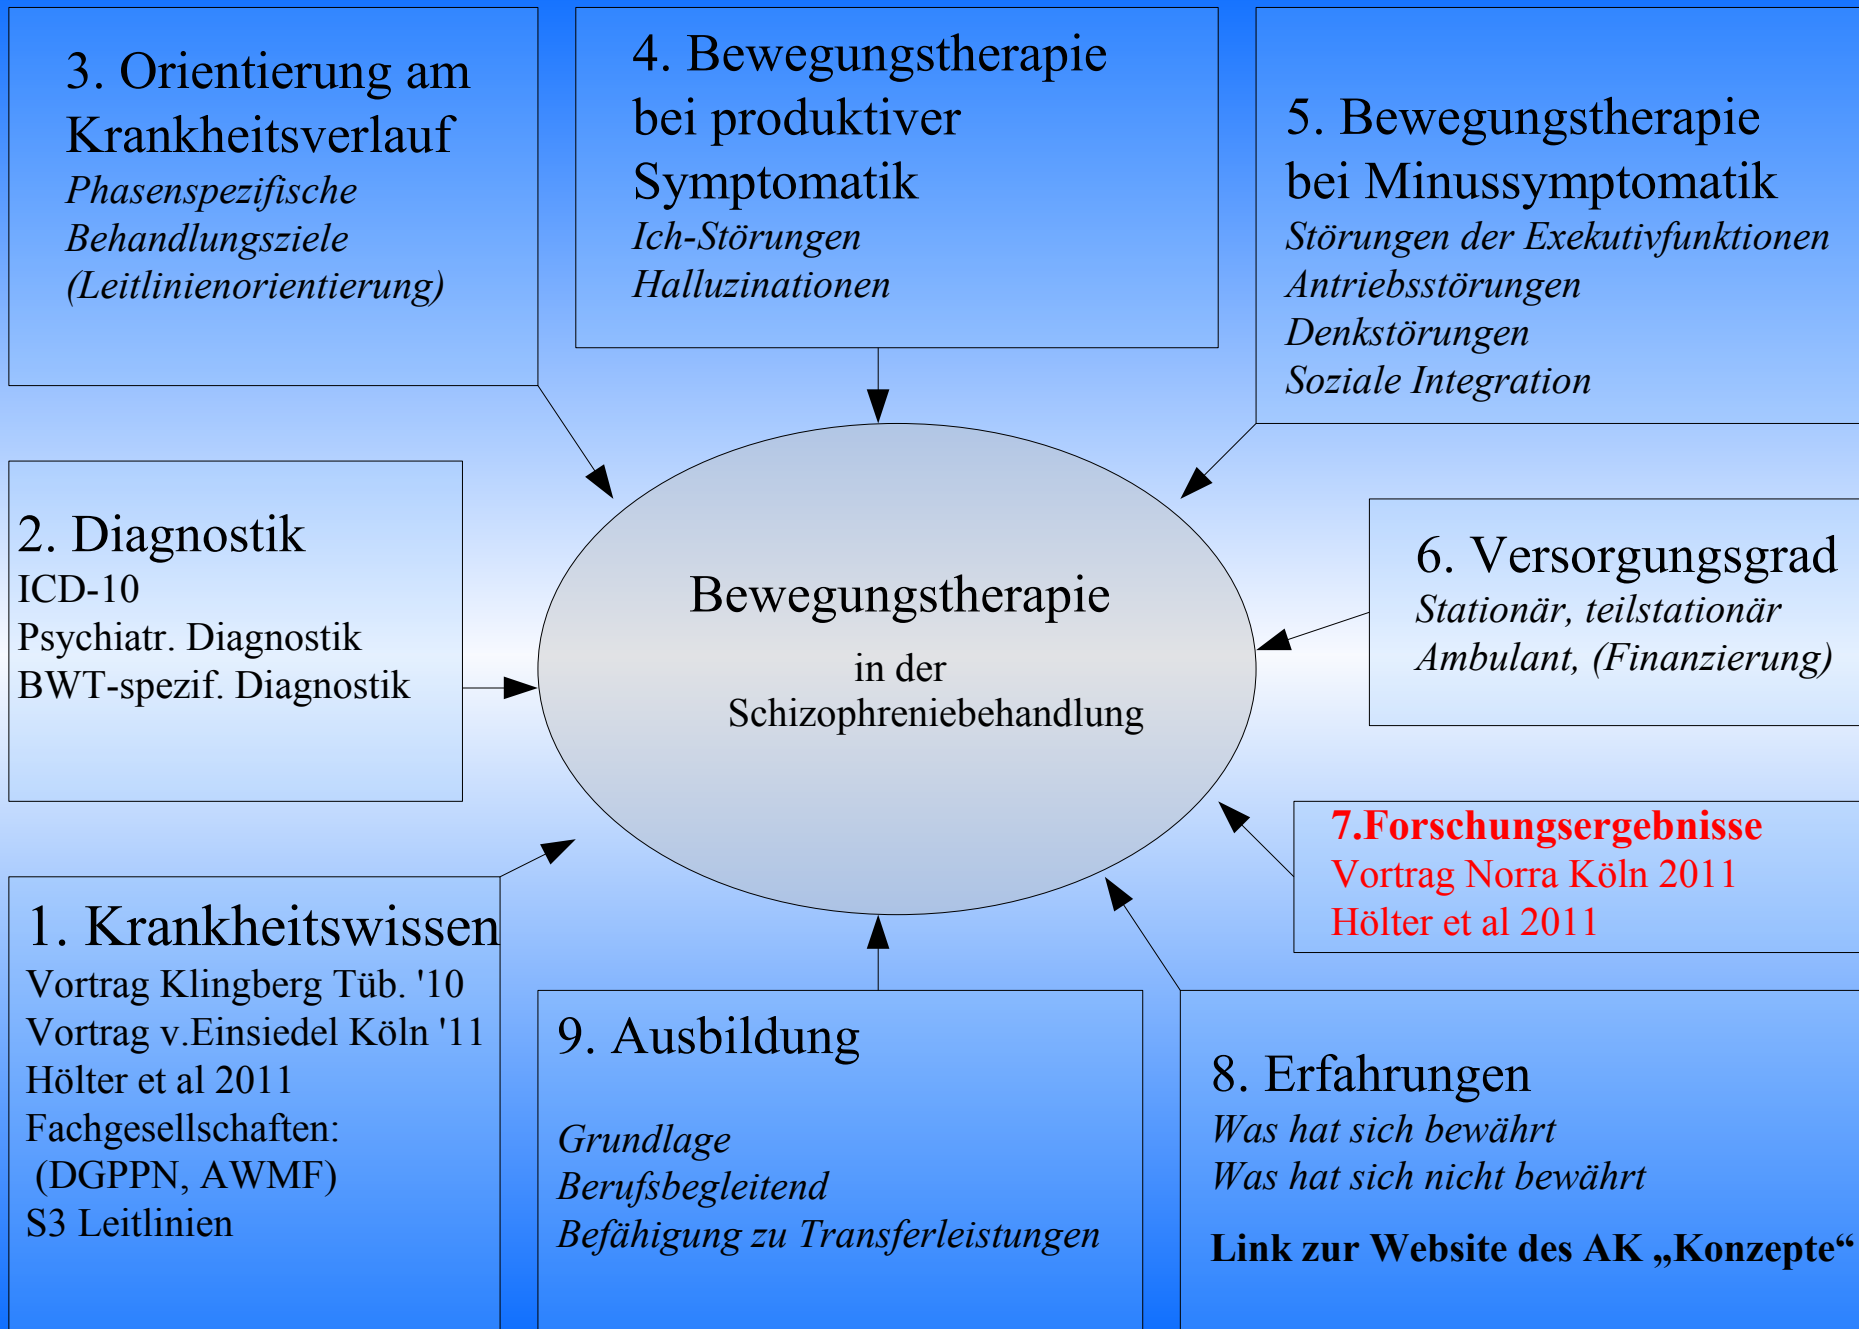 3. Orientierung am
Krankheitsverlauf
Phasenspezifische
Behandlungsziele
(Leitlinienorientierung)
4. Bewegungstherapie
bei produktiver
Symptomatik
Ich-Störungen
Halluzinationen
5. Bewegungstherapie
bei Minussymptomatik
Störungen der Exekutivfunktionen
Antriebsstörungen
Denkstörungen
Soziale Integration
2. Diagnostik
ICD-10
Psychiatr. Diagnostik
BWT-spezif. Diagnostik
Bewegungstherapie
in der
Schizophreniebehandlung
6. Versorgungsgrad
Stationär, teilstationär
Ambulant, (Finanzierung)
7.Forschungsergebnisse
Vortrag Norra Köln 2011
Hölter et al 2011
1. Krankheitswissen
Vortrag Klingberg Tüb. '10
Vortrag v.Einsiedel Köln '11
Hölter et al 2011
Fachgesellschaften:
(DGPPN, AWMF)
S3 Leitlinien
9. Ausbildung
Grundlage
Berufsbegleitend
Befähigung zu Transferleistungen
8. Erfahrungen
Was hat sich bewährt
Was hat sich nicht bewährt
Link zur Website des AK „Konzepte“